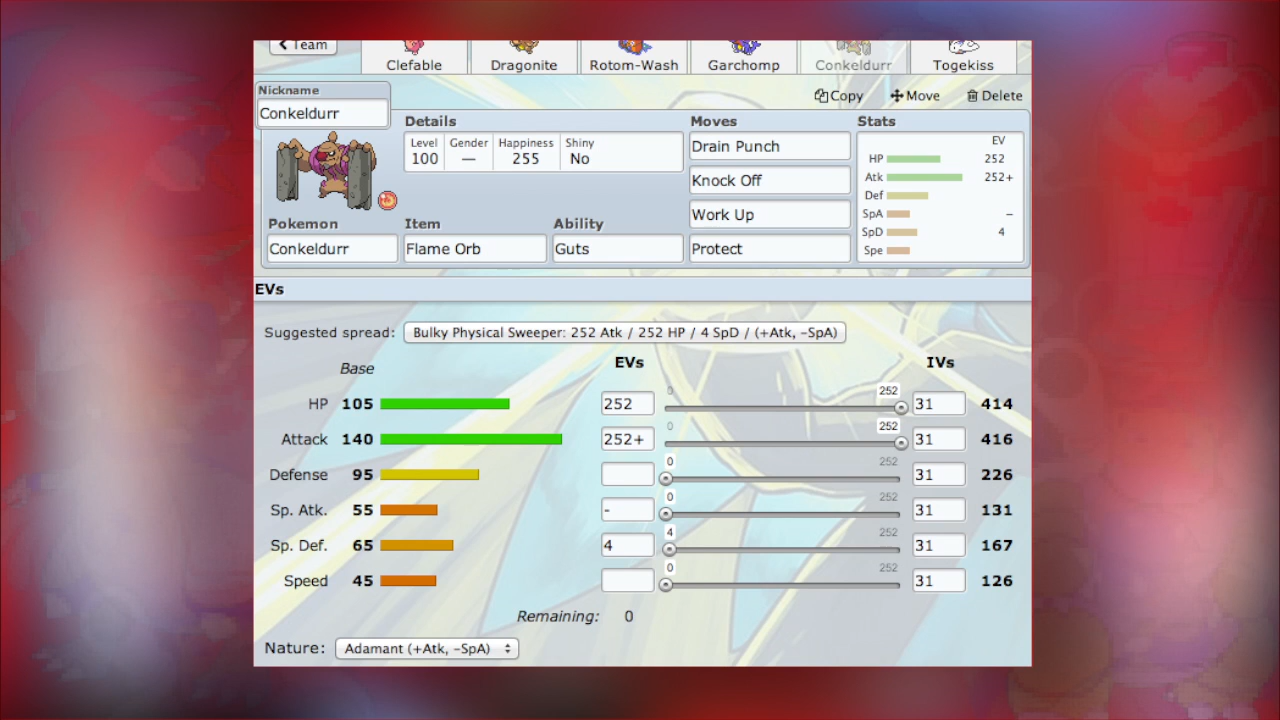 Team
Clefable Dragonite Rotom-Wash Garchomp Conkeldurr Togekiss
Nickname
Conkeldurr
Copy Move Delete
Details Moves Stats
Level Gender Happiness Shiny
100 — 255 No
Drain Punch
Knock Off
Work Up
Protect
EV
HP 252
Atk 252+
Def
SpA −
SpD 4
Spe
Pokemon Item Ability
Conkeldurr Flame Orb Guts
EVs
Suggested spread: Bulky Physical Sweeper: 252 Atk / 252 HP / 4 SpD / (+Atk, −SpA)
Base EVs IVs
HP 105 252 0 252 31 414
Attack 140 252+ 0 252 31 416
Defense 95 0 252 31 226
Sp. Atk. 55 - 0 252 31 131
Sp. Def. 65 4 4 252 31 167
Speed 45 0 252 31 126
Remaining: 0
Nature: Adamant (+Atk, −SpA)